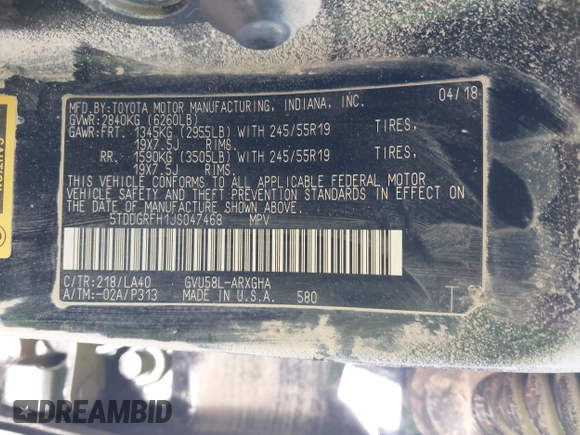 MFD.BY:TOYOTA MOTOR MANUFACTURING, INDIANA, INC. 04/18
GVWR:2840KG (6260LB)
GAWR:FRT. 1345KG (2955LB) WITH 245/55R19 TIRES,
19X7.5J RIMS.
RR. 1590KG (3505LB) WITH 245/55R19 TIRES,
19X7.5J RIMS.
THIS VEHICLE CONFORMS TO ALL APPLICABLE FEDERAL MOTOR
VEHICLE SAFETY AND THEFT PREVENTION STANDARDS IN EFFECT ON
THE DATE OF MANUFACTURE SHOWN ABOVE.
5TDDGRFH1JS047468 MPV
C/TR:218/LA40 GVU58L-ARXGHA
A/TM:-02A/P313 MADE IN U.S.A. 580 T
DREAMBID